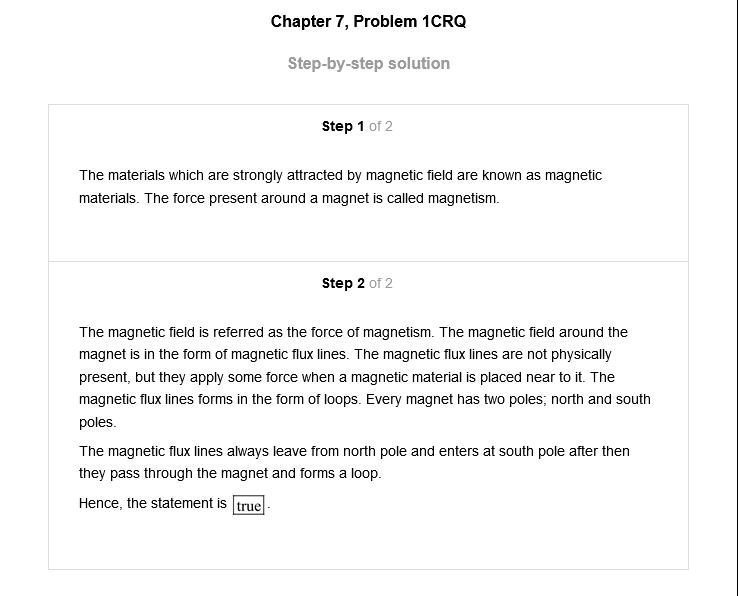 Chapter 7, Problem 1CRQ
Step-by-step solution
Step 1 of 2
The materials which are strongly attracted by magnetic field are known as magnetic
materials. The force present around a magnet is called magnetism.
Step 2 of 2
The magnetic field is referred as the force of magnetism. The magnetic field around the
magnet is in the form of magnetic flux lines. The magnetic flux lines are not physically
present, but they apply some force when a magnetic material is placed near to it. The
magnetic flux lines forms in the form of loops. Every magnet has two poles; north and south
poles.
The magnetic flux lines always leave from north pole and enters at south pole after then
they pass through the magnet and forms a loop.
Hence, the statement is true.